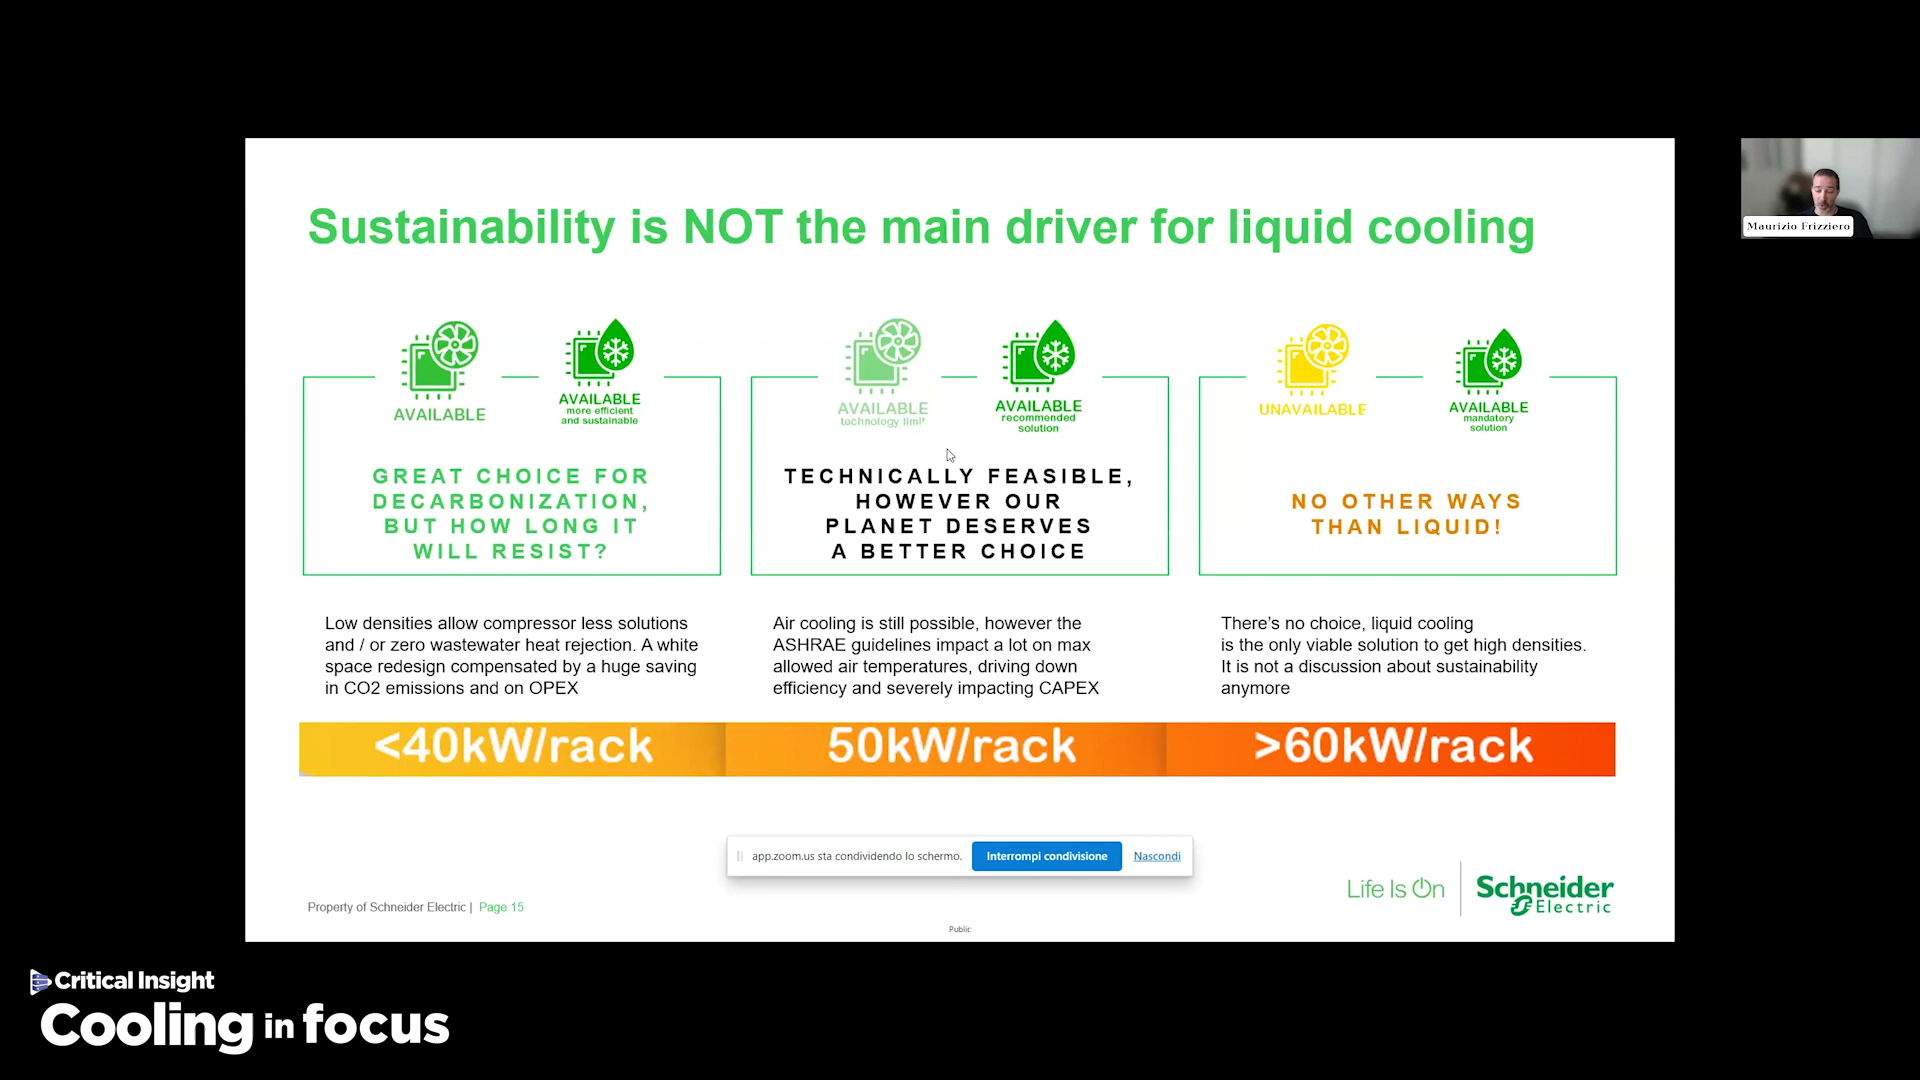 Sustainability is NOT the main driver for liquid cooling
Maurizio Frizziero
AVAILABLE
AVAILABLE
more efficient
and sustainable
GREAT CHOICE FOR
DECARBONIZATION,
BUT HOW LONG IT
WILL RESIST?
Low densities allow compressor less solutions
and / or zero wastewater heat rejection. A white
space redesign compensated by a huge saving
in CO2 emissions and on OPEX
<40kW/rack
AVAILABLE
technology limit
AVAILABLE
recommended
solution
TECHNICALLY FEASIBLE,
HOWEVER OUR
PLANET DESERVES
A BETTER CHOICE
Air cooling is still possible, however the
ASHRAE guidelines impact a lot on max
allowed air temperatures, driving down
efficiency and severely impacting CAPEX
50kW/rack
UNAVAILABLE
AVAILABLE
mandatory
solution
NO OTHER WAYS
THAN LIQUID!
There's no choice, liquid cooling
is the only viable solution to get high densities.
It is not a discussion about sustainability
anymore
>60kW/rack
app.zoom.us sta condividendo lo schermo.
Interrompi condivisione
Nascondi
Property of Schneider Electric | Page 15
Life Is On
Schneider
Electric
Public
Critical Insight
Cooling in focus